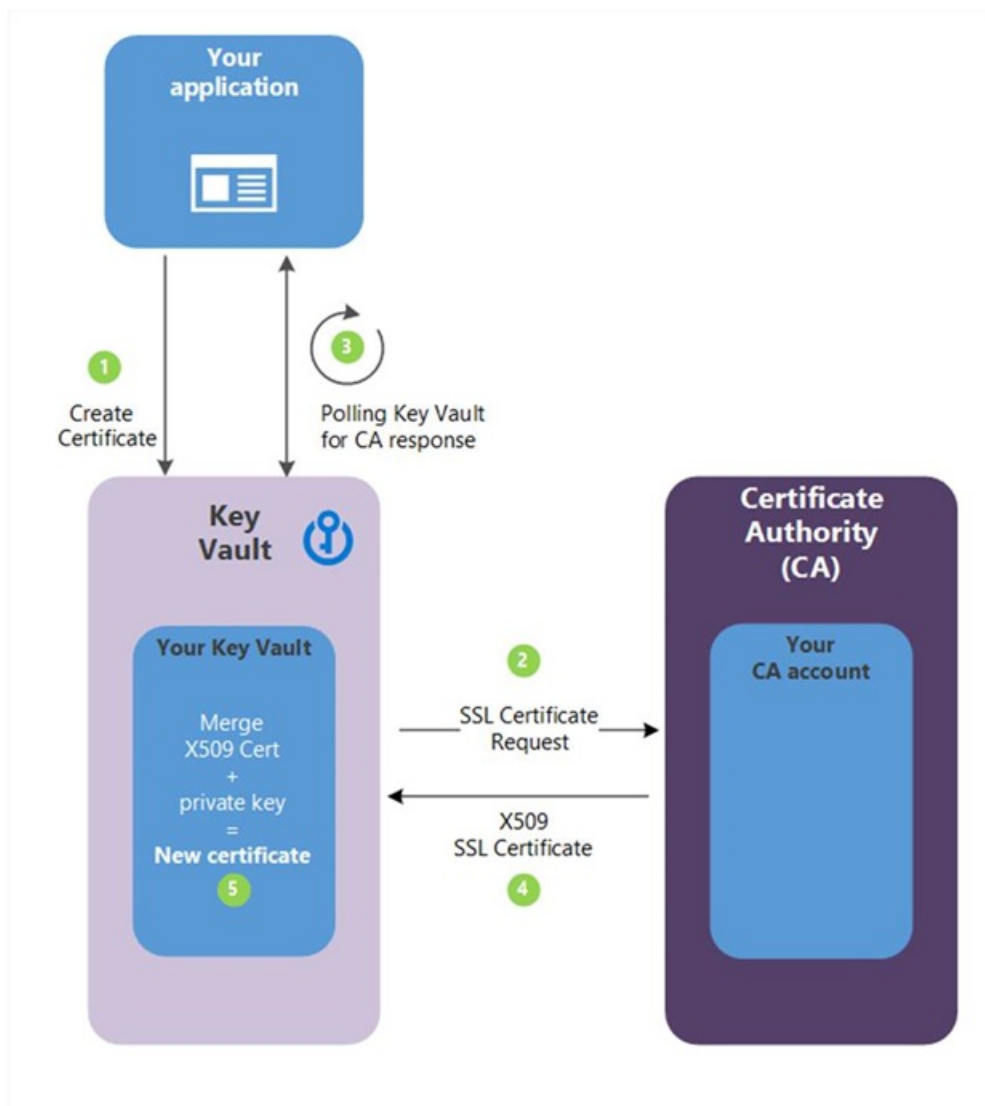 Your
application
1
Create
Certificate
3
Polling Key Vault
for CA response
Key
Vault
Your Key Vault
Merge
X509 Cert
+
private key
=
New certificate
5
2
SSL Certificate
Request
X509
SSL Certificate
4
Certificate
Authority
(CA)
Your
CA account